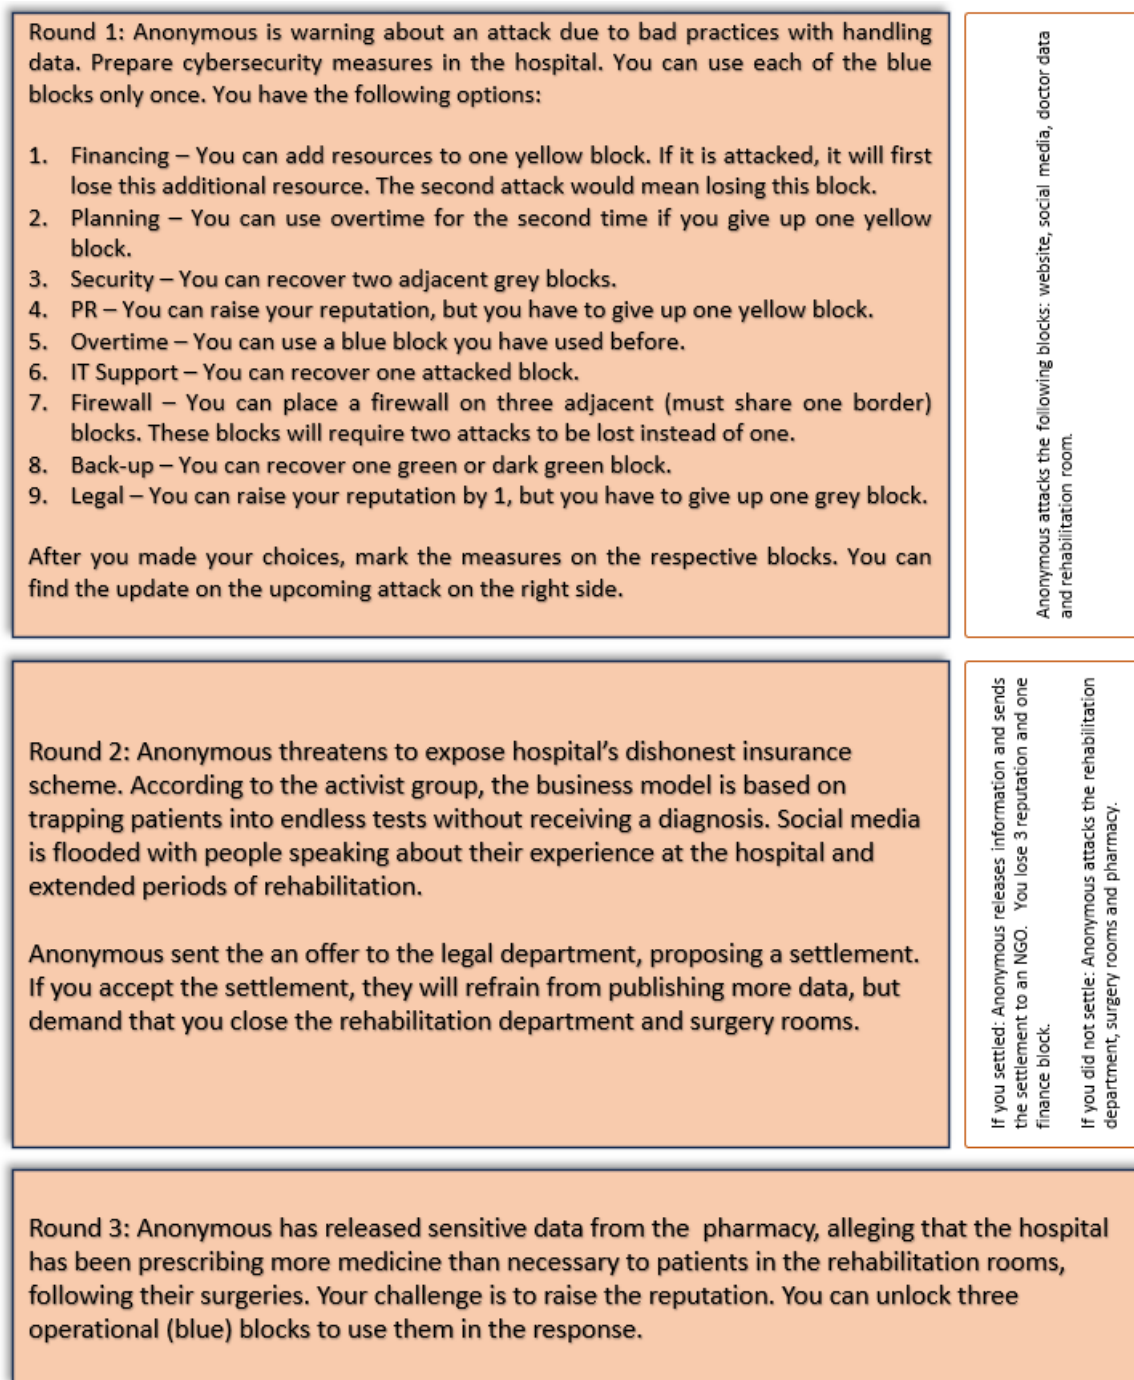 Round 1: Anonymous is warning about an attack due to bad practices with handling
data. Prepare cybersecurity measures in the hospital. You can use each of the blue
blocks only once. You have the following options:
1. Financing – You can add resources to one yellow block. If it is attacked, it will first
lose this additional resource. The second attack would mean losing this block.
2. Planning – You can use overtime for the second time if you give up one yellow
block.
3. Security – You can recover two adjacent grey blocks.
4. PR – You can raise your reputation, but you have to give up one yellow block.
5. Overtime – You can use a blue block you have used before.
6. IT Support – You can recover one attacked block.
7. Firewall – You can place a firewall on three adjacent (must share one border)
blocks. These blocks will require two attacks to be lost instead of one.
8. Back-up – You can recover one green or dark green block.
9. Legal – You can raise your reputation by 1, but you have to give up one grey block.
After you made your choices, mark the measures on the respective blocks. You can
find the update on the upcoming attack on the right side.
Anonymous attacks the following blocks: website, social media, doctor data
and rehabilitation room.
Round 2: Anonymous threatens to expose hospital's dishonest insurance
scheme. According to the activist group, the business model is based on
trapping patients into endless tests without receiving a diagnosis. Social media
is flooded with people speaking about their experience at the hospital and
extended periods of rehabilitation.
Anonymous sent the an offer to the legal department, proposing a settlement.
If you accept the settlement, they will refrain from publishing more data, but
demand that you close the rehabilitation department and surgery rooms.
If you settled: Anonymous releases information and sends
the settlement to an NGO. You lose 3 reputation and one
finance block.
If you did not settle: Anonymous attacks the rehabilitation
department, surgery rooms and pharmacy.
Round 3: Anonymous has released sensitive data from the pharmacy, alleging that the hospital
has been prescribing more medicine than necessary to patients in the rehabilitation rooms,
following their surgeries. Your challenge is to raise the reputation. You can unlock three
operational (blue) blocks to use them in the response.